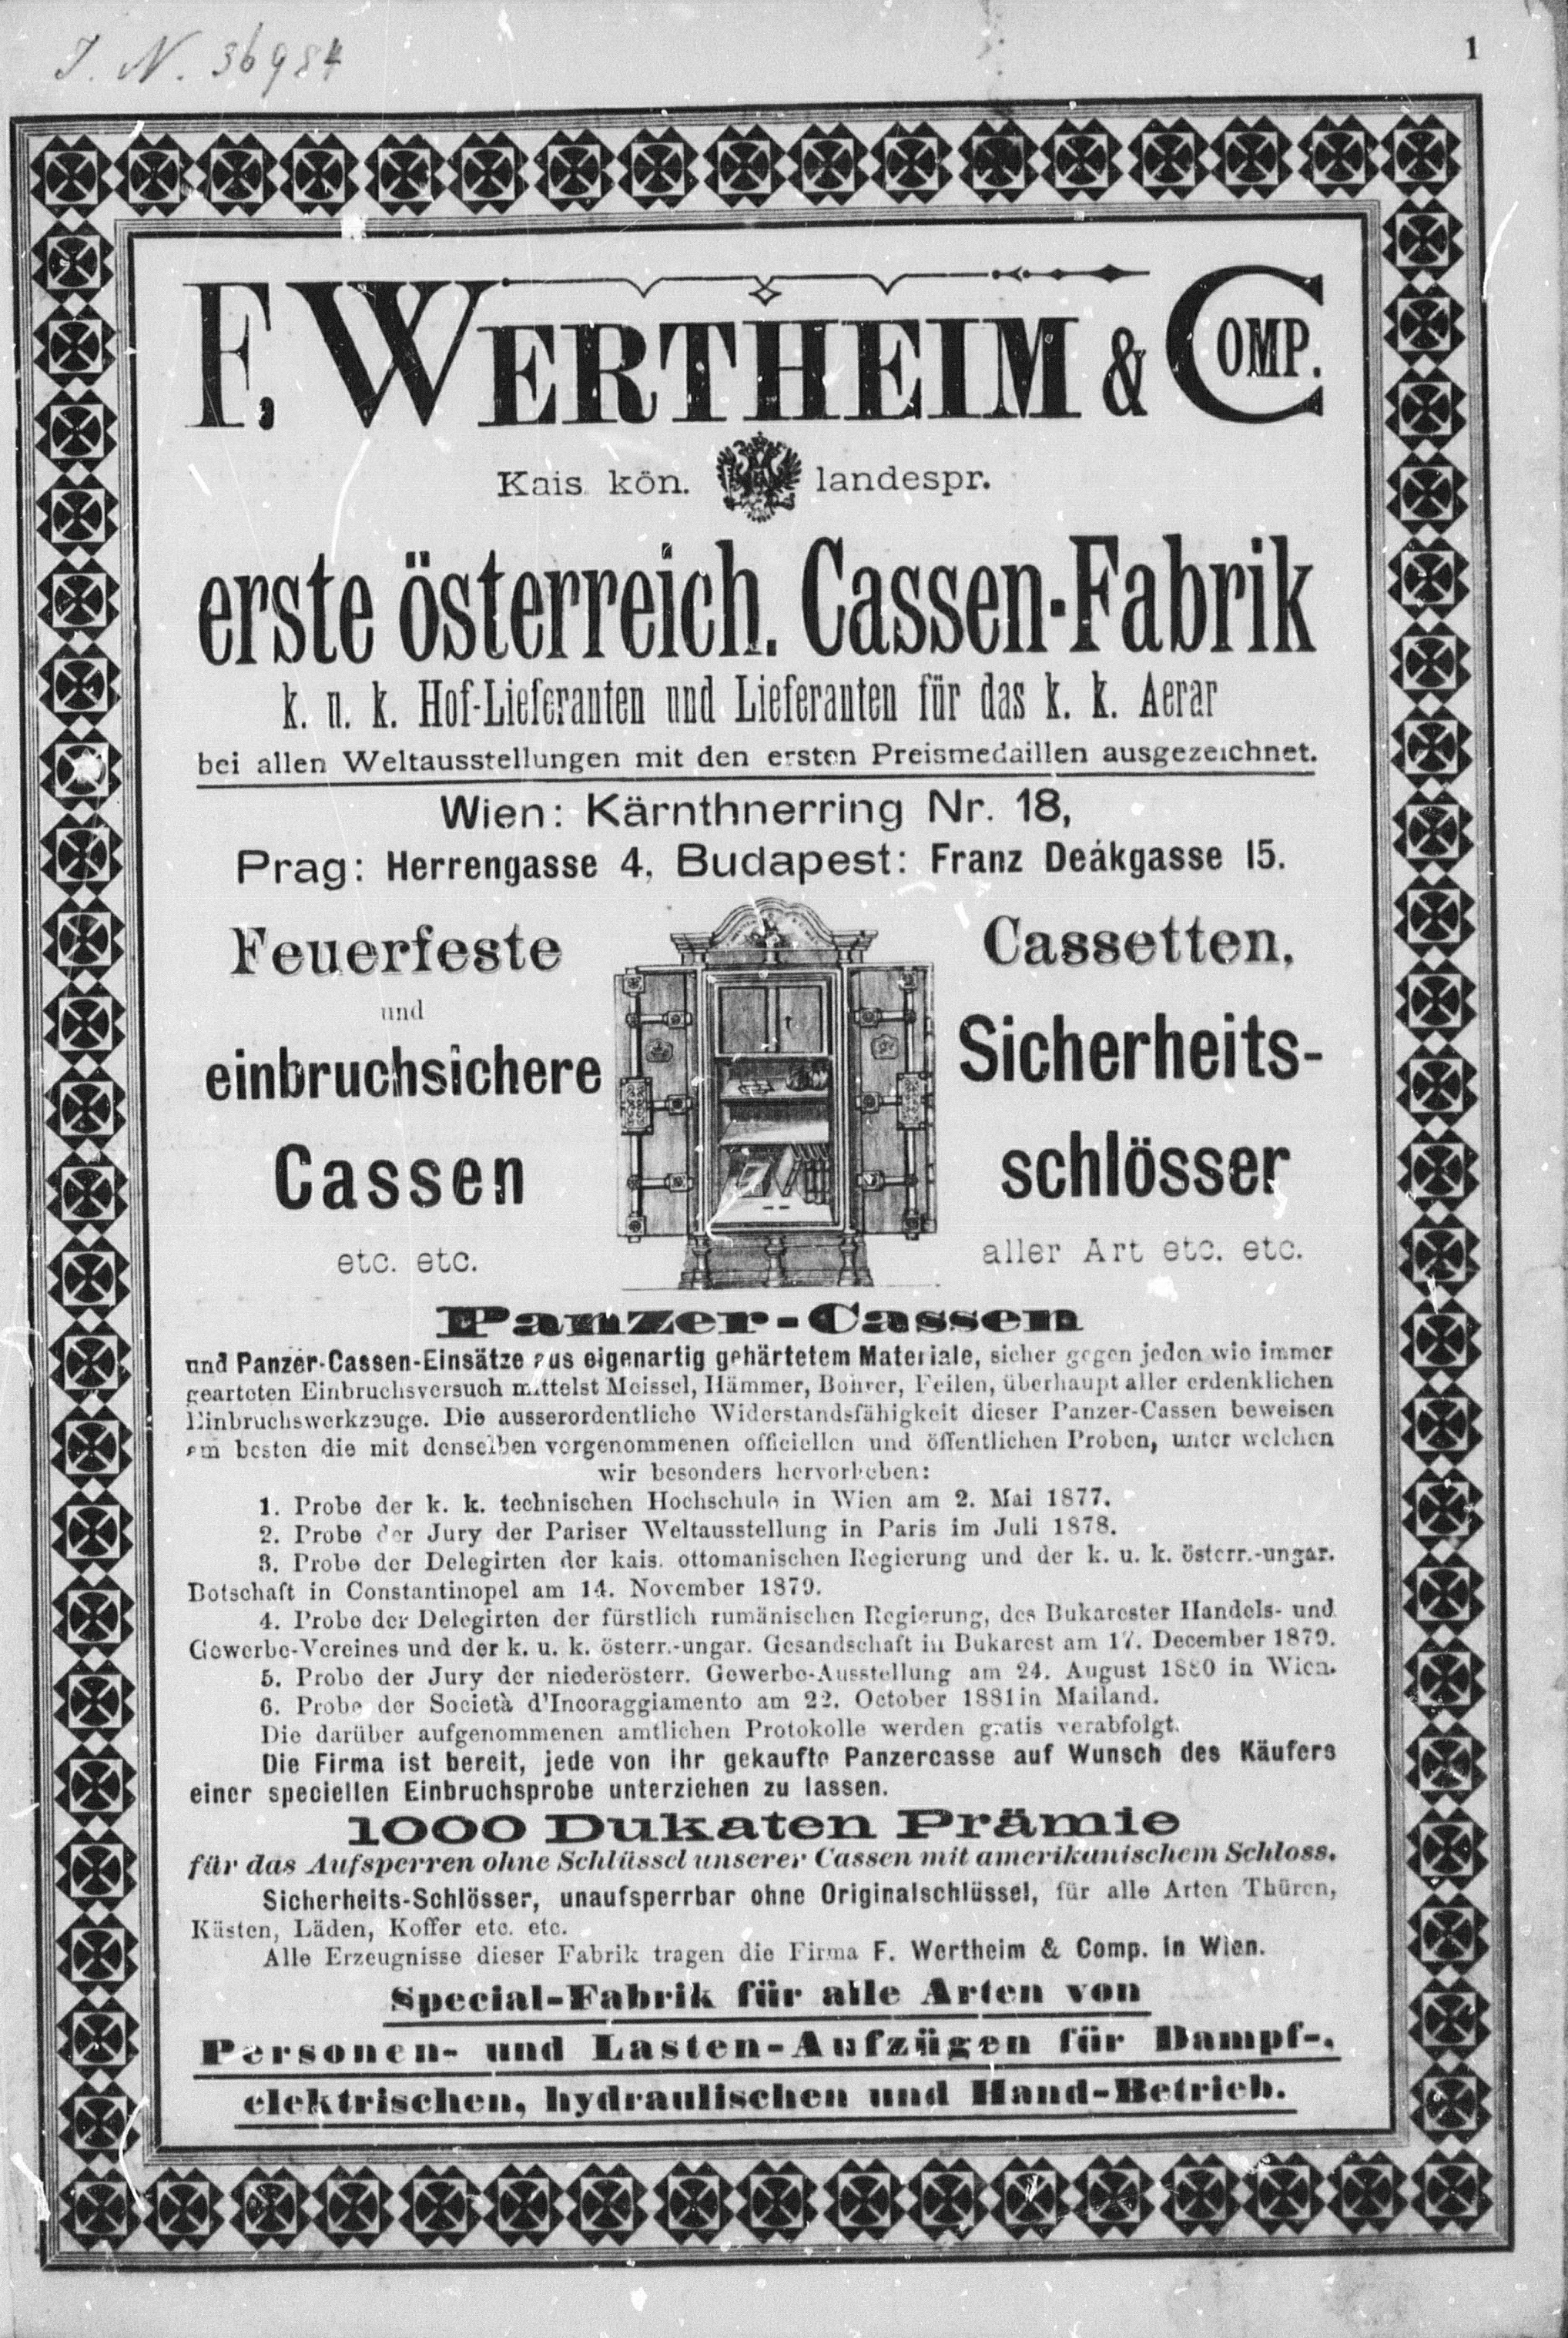 J. N. 36984
1
F. WERTHEIM & COMP.
Kais. kön. landespr.
erste österreich. Cassen-Fabrik
k. u. k. Hof-Lieferanten und Lieferanten für das k. k. Aerar
bei allen Weltausstellungen mit den ersten Preismedaillen ausgezeichnet.
Wien: Kärnthnerring Nr. 18,
Prag: Herrengasse 4, Budapest: Franz Deákgasse 15.
Feuerfeste
und
einbruchsichere
Cassen
etc. etc.
Cassetten,
Sicherheits-
schlösser
aller Art etc. etc.
Panzer-Cassen
und Panzer-Cassen-Einsätze aus eigenartig gehärtetem Materiale, sicher gegen jeden wie immer
gearteten Einbruchsversuch mittelst Meissel, Hämmer, Bohrer, Feilen, überhaupt aller erdenklichen
Einbruchswerkzeuge. Die ausserordentliche Widerstandsfähigkeit dieser Panzer-Cassen beweisen
am besten die mit denselben vorgenommenen officiellen und öffentlichen Proben, unter welchen
wir besonders hervorheben:
1. Probe der k. k. technischen Hochschule in Wien am 2. Mai 1877.
2. Probe der Jury der Pariser Weltausstellung in Paris im Juli 1878.
3. Probe der Delegirten der kais. ottomanischen Regierung und der k. u. k. österr.-ungar.
Botschaft in Constantinopel am 14. November 1879.
4. Probe der Delegirten der fürstlich rumänischen Regierung, des Bukarester Handels- und
Gewerbe-Vereines und der k. u. k. österr.-ungar. Gesandschaft in Bukarest am 17. December 1879.
5. Probe der Jury der niederösterr. Gewerbe-Ausstellung am 24. August 1880 in Wien.
6. Probe der Società d'Incoraggiamento am 22. October 1881 in Mailand.
Die darüber aufgenommenen amtlichen Protokolle werden gratis verabfolgt.
Die Firma ist bereit, jede von ihr gekaufte Panzercasse auf Wunsch des Käufers
einer speciellen Einbruchsprobe unterziehen zu lassen.
1000 Dukaten Prämie
für das Aufsperren ohne Schlüssel unserer Cassen mit amerikanischem Schloss.
Sicherheits-Schlösser, unaufsperrbar ohne Originalschlüssel, für alle Arten Thüren,
Kästen, Läden, Koffer etc. etc.
Alle Erzeugnisse dieser Fabrik tragen die Firma F. Wertheim & Comp. in Wien.
Special-Fabrik für alle Arten von
Personen- und Lasten-Aufzügen für Dampf-,
elektrischen, hydraulischen und Hand-Betrieb.